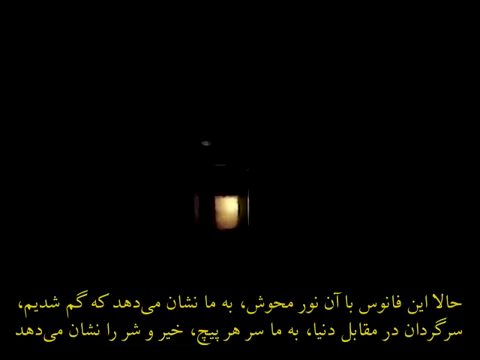 حالا این فانوس با آن نور محوش، به ما نشان می‌دهد که گم شدیم،
سرگردان در مقابل دنیا، به ما سر هر پیچ، خیر و شر را نشان می‌دهد